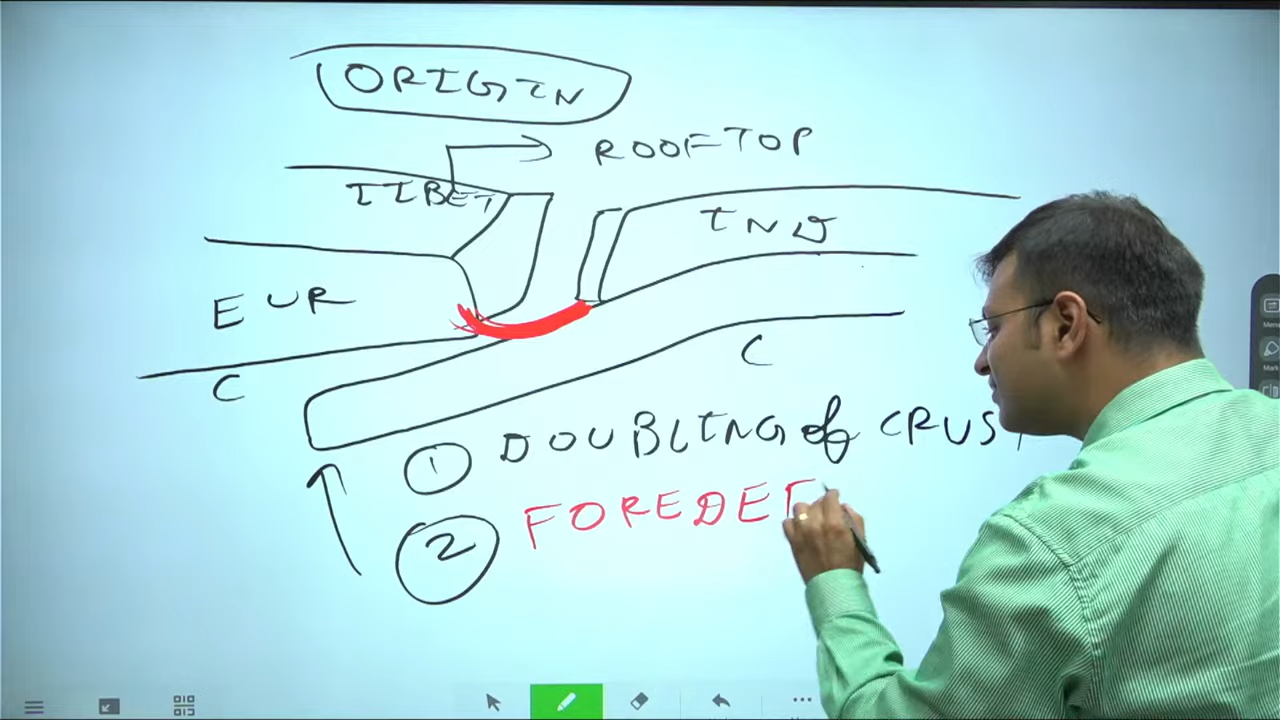 ORIGIN
ROOFTOP
TIBET
IND
EUR
C
C
① DOUBLING of CRUST
② FOREDEE